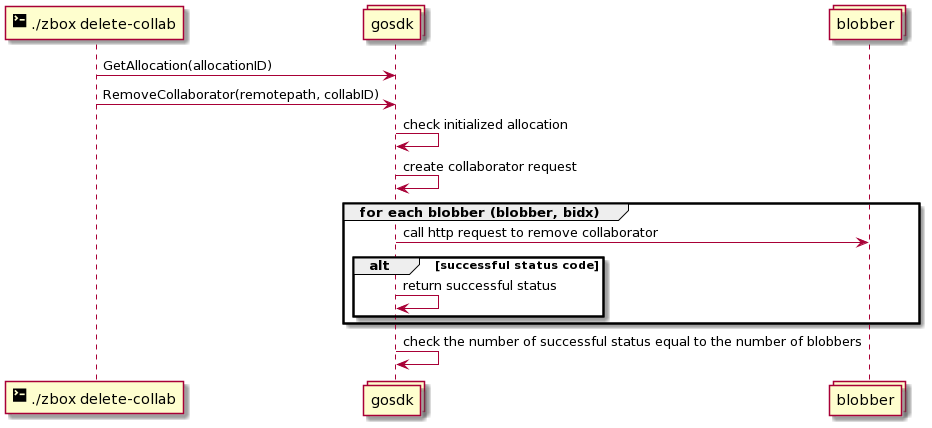 ./zbox delete-collab
gosdk
blobber
GetAllocation(allocationID)
RemoveCollaborator(remotepath, collabID)
check initialized allocation
create collaborator request
for each blobber (blobber, bidx)
call http request to remove collaborator
alt [successful status code]
return successful status
check the number of successful status equal to the number of blobbers
./zbox delete-collab
gosdk
blobber